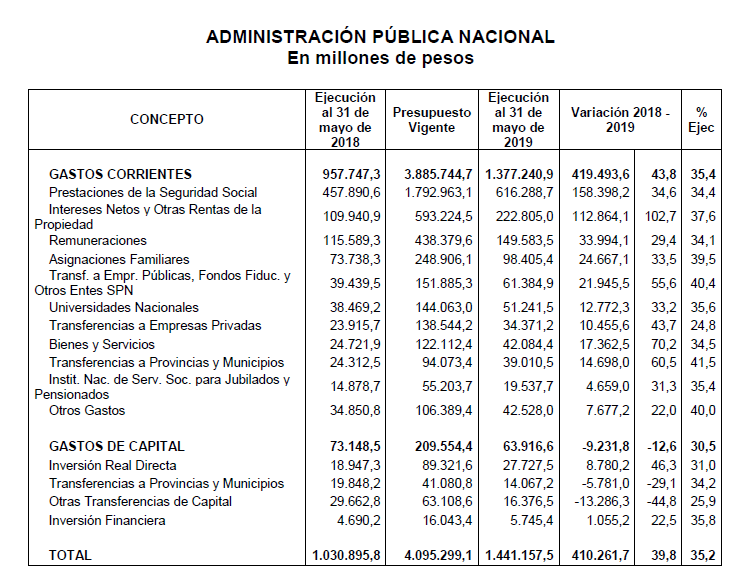 ADMINISTRACIÓN PÚBLICA NACIONAL
En millones de pesos
CONCEPTO
Ejecución al 31 de mayo de 2018
Presupuesto Vigente
Ejecución al 31 de mayo de 2019
Variación 2018 - 2019
% Ejec
GASTOS CORRIENTES 957.747,3 3.885.744,7 1.377.240,9 419.493,6 43,8 35,4
Prestaciones de la Seguridad Social 457.890,6 1.792.963,1 616.288,7 158.398,2 34,6 34,4
Intereses Netos y Otras Rentas de la
Propiedad 109.940,9 593.224,5 222.805,0 112.864,1 102,7 37,6
Remuneraciones 115.589,3 438.379,6 149.583,5 33.994,1 29,4 34,1
Asignaciones Familiares 73.738,3 248.906,1 98.405,4 24.667,1 33,5 39,5
Transf. a Empr. Públicas, Fondos Fiduc. y
Otros Entes SPN 39.439,5 151.885,3 61.384,9 21.945,5 55,6 40,4
Universidades Nacionales 38.469,2 144.063,0 51.241,5 12.772,3 33,2 35,6
Transferencias a Empresas Privadas 23.915,7 138.544,2 34.371,2 10.455,6 43,7 24,8
Bienes y Servicios 24.721,9 122.112,4 42.084,4 17.362,5 70,2 34,5
Transferencias a Provincias y Municipios 24.312,5 94.073,4 39.010,5 14.698,0 60,5 41,5
Instit. Nac. de Serv. Soc. para Jubilados y
Pensionados 14.878,7 55.203,7 19.537,7 4.659,0 31,3 35,4
Otros Gastos 34.850,8 106.389,4 42.528,0 7.677,2 22,0 40,0
GASTOS DE CAPITAL 73.148,5 209.554,4 63.916,6 -9.231,8 -12,6 30,5
Inversión Real Directa 18.947,3 89.321,6 27.727,5 8.780,2 46,3 31,0
Transferencias a Provincias y Municipios 19.848,2 41.080,8 14.067,2 -5.781,0 -29,1 34,2
Otras Transferencias de Capital 29.662,8 63.108,6 16.376,5 -13.286,3 -44,8 25,9
Inversión Financiera 4.690,2 16.043,4 5.745,4 1.055,2 22,5 35,8
TOTAL 1.030.895,8 4.095.299,1 1.441.157,5 410.261,7 39,8 35,2